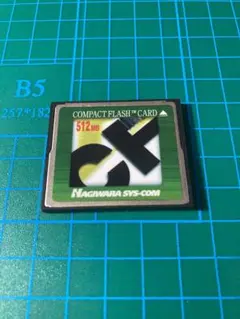 B5
257*182
COMPACT FLASH™ CARD
512MB
HAGIWARA SYS-COM